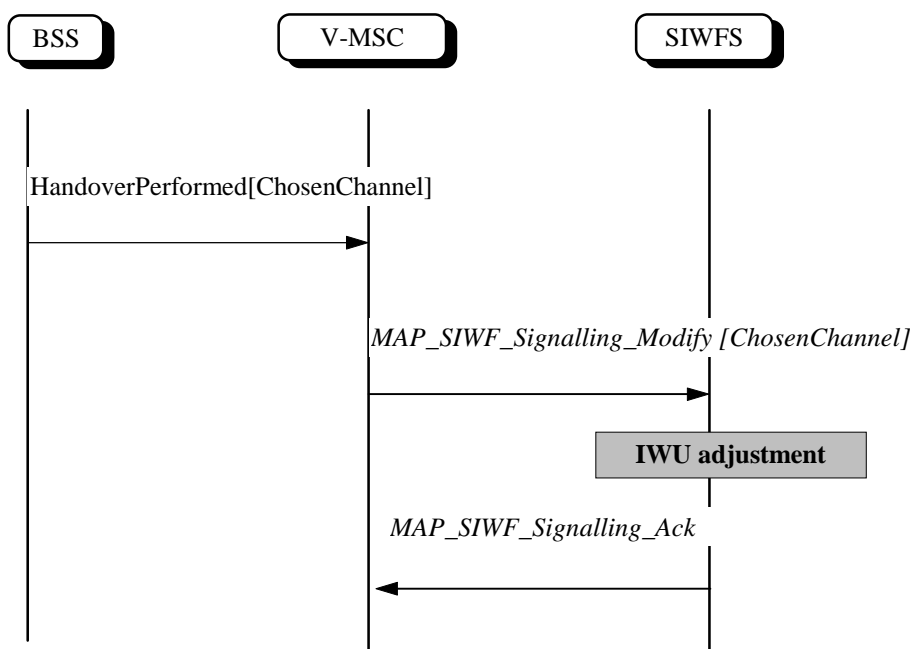 BSS
V-MSC
SIWFS
HandoverPerformed[ChosenChannel]
MAP_SIWF_Signalling_Modify [ChosenChannel]
IWU adjustment
MAP_SIWF_Signalling_Ack